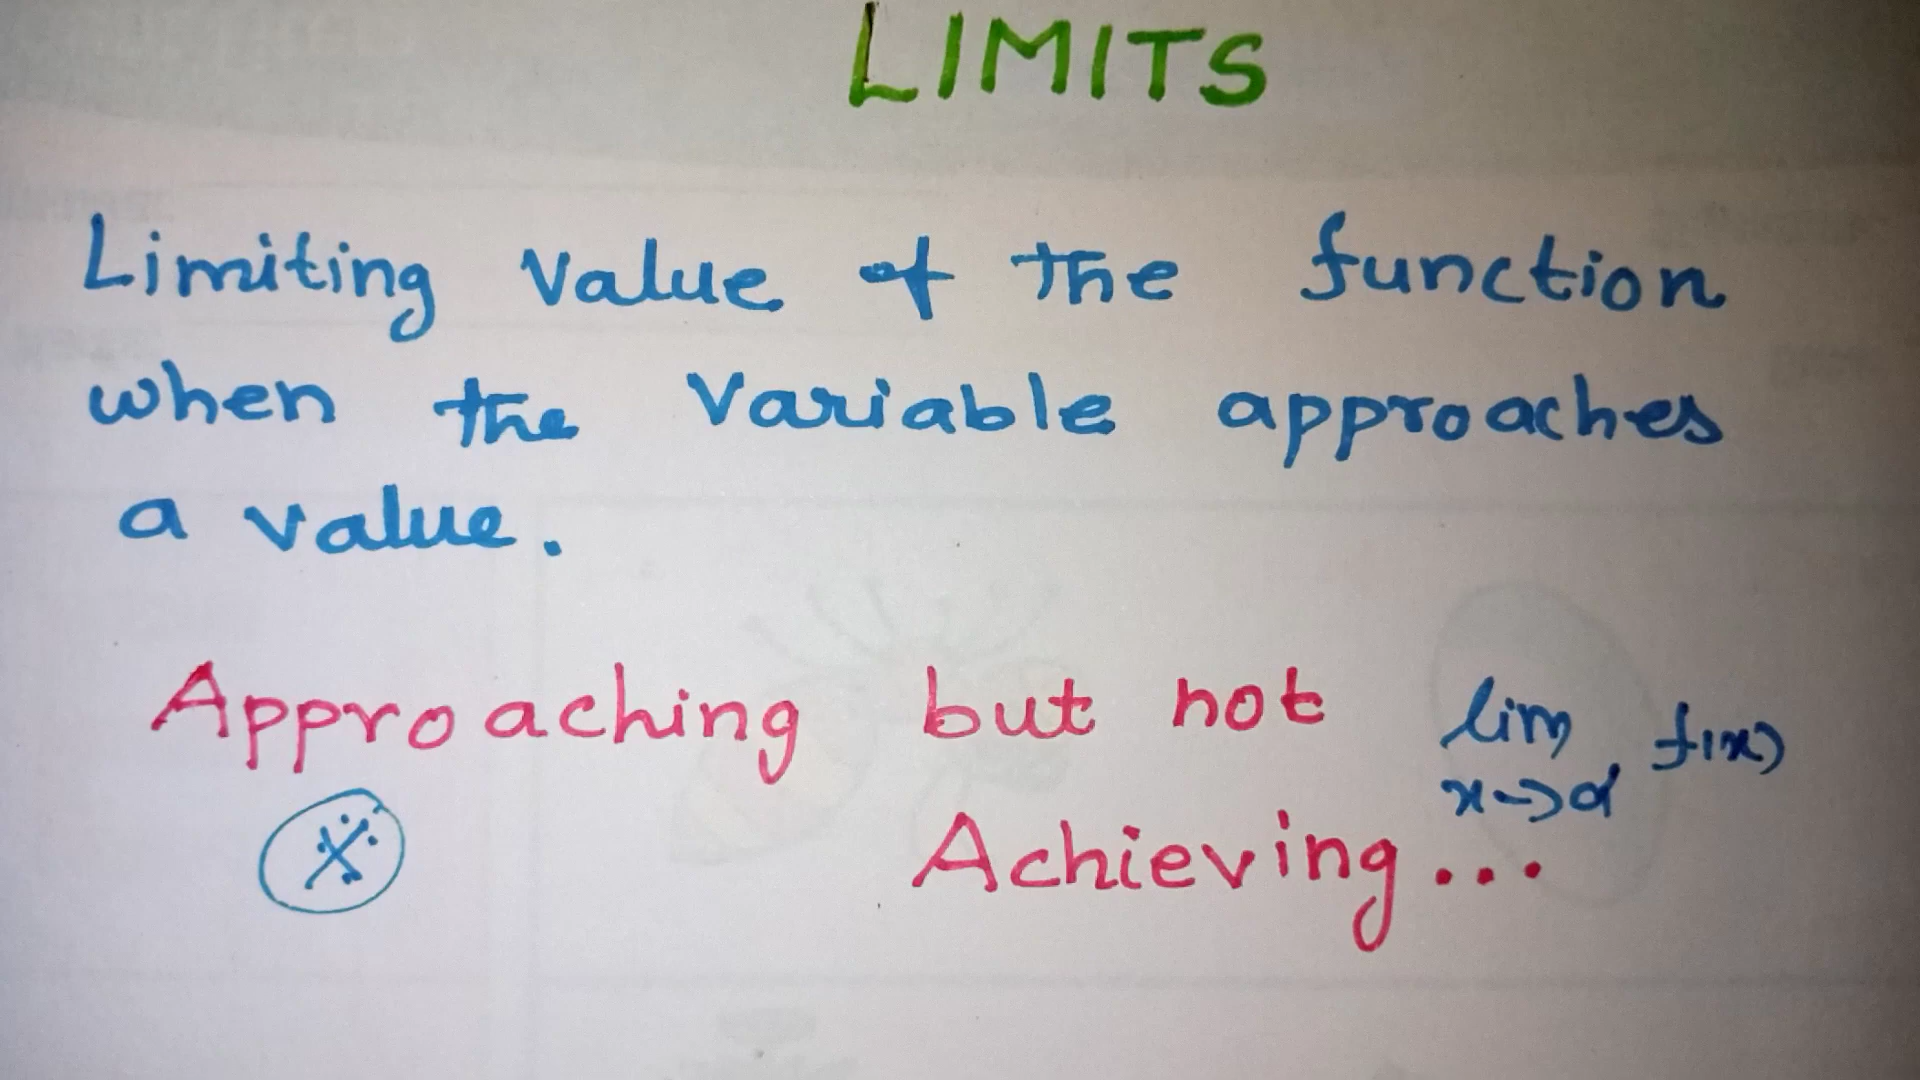 LIMITS
Limiting value of the function
when the variable approaches
a value.
Approaching but not
Achieving...
lim f(x)
x→α